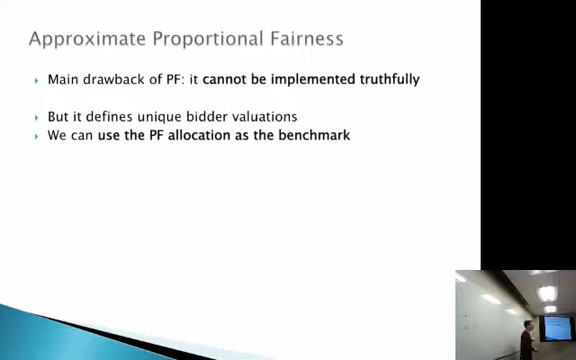 Approximate Proportional Fairness
Main drawback of PF: it cannot be implemented truthfully
But it defines unique bidder valuations
We can use the PF allocation as the benchmark